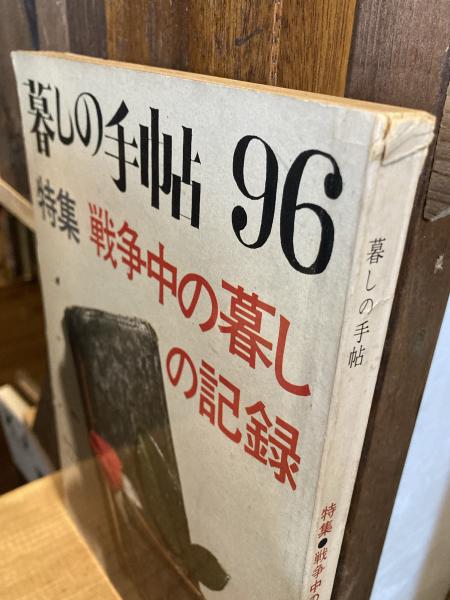 暮しの手帖 96
特集 戦争中の暮し
の記録
暮しの手帖
特集●戦争中の